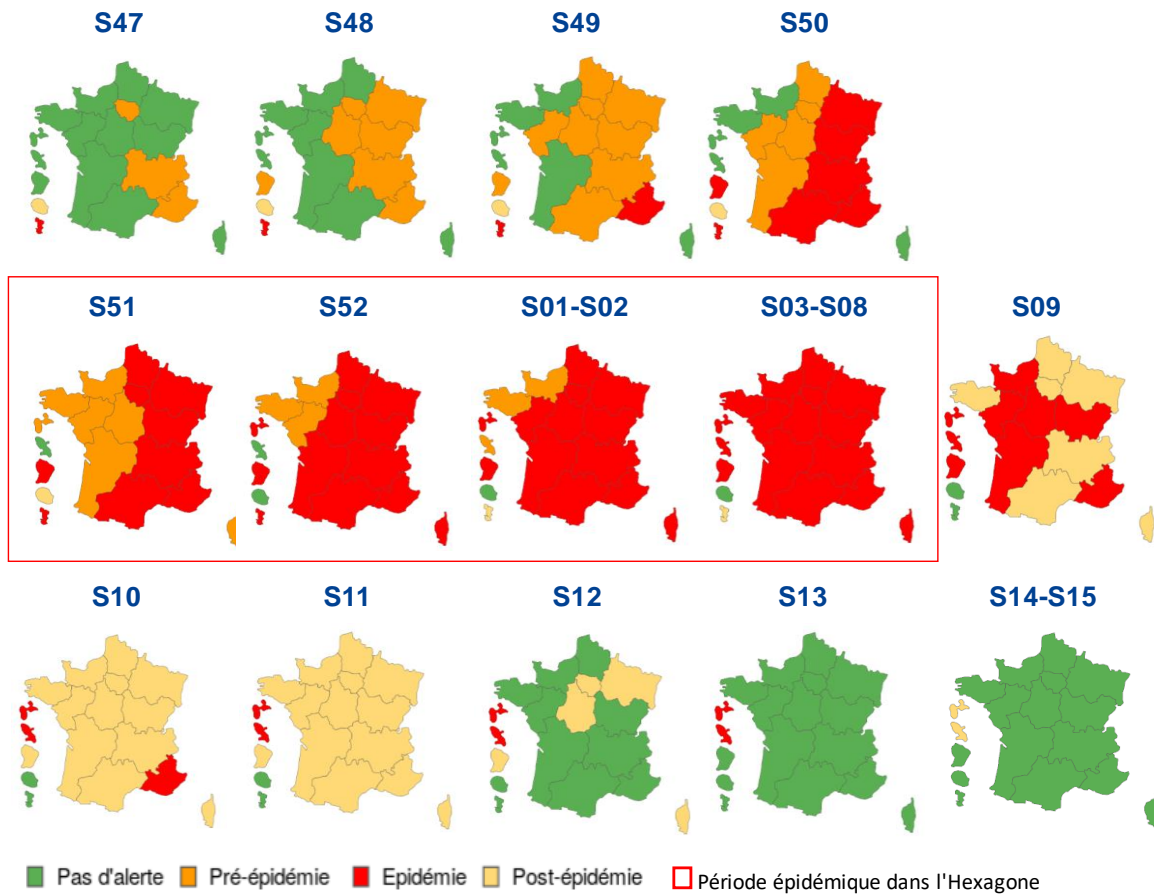 S47 S48 S49 S50
S51 S52 S01-S02 S03-S08 S09
S10 S11 S12 S13 S14-S15
Pas d'alerte Pré-épidémie Epidémie Post-épidémie Période épidémique dans l'Hexagone